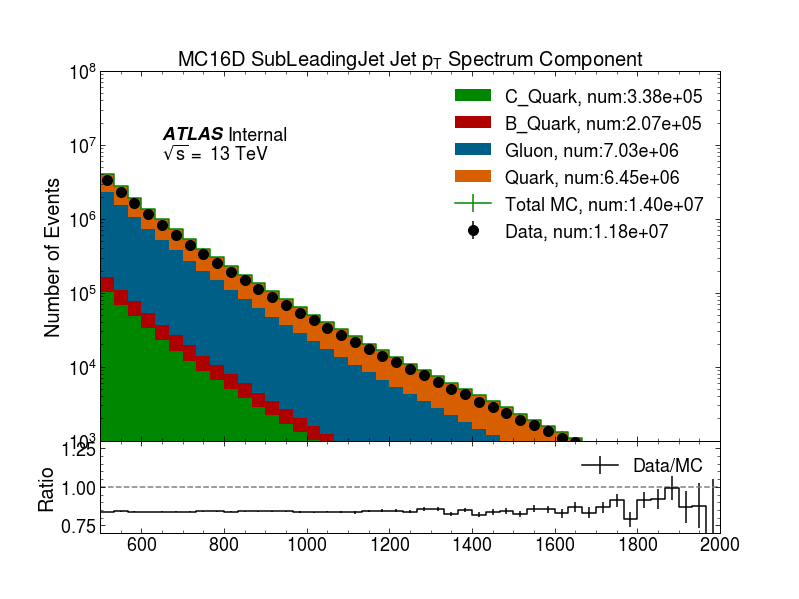 MC16D SubLeadingJet Jet pT Spectrum Component
10^8
10^7
10^6
10^5
10^4
10^3
Number of Events
ATLAS Internal
√s = 13 TeV
C_Quark, num:3.38e+05
B_Quark, num:2.07e+05
Gluon, num:7.03e+06
Quark, num:6.45e+06
Total MC, num:1.40e+07
Data, num:1.18e+07
1.25
1.00
0.75
Ratio
Data/MC
600 800 1000 1200 1400 1600 1800 2000